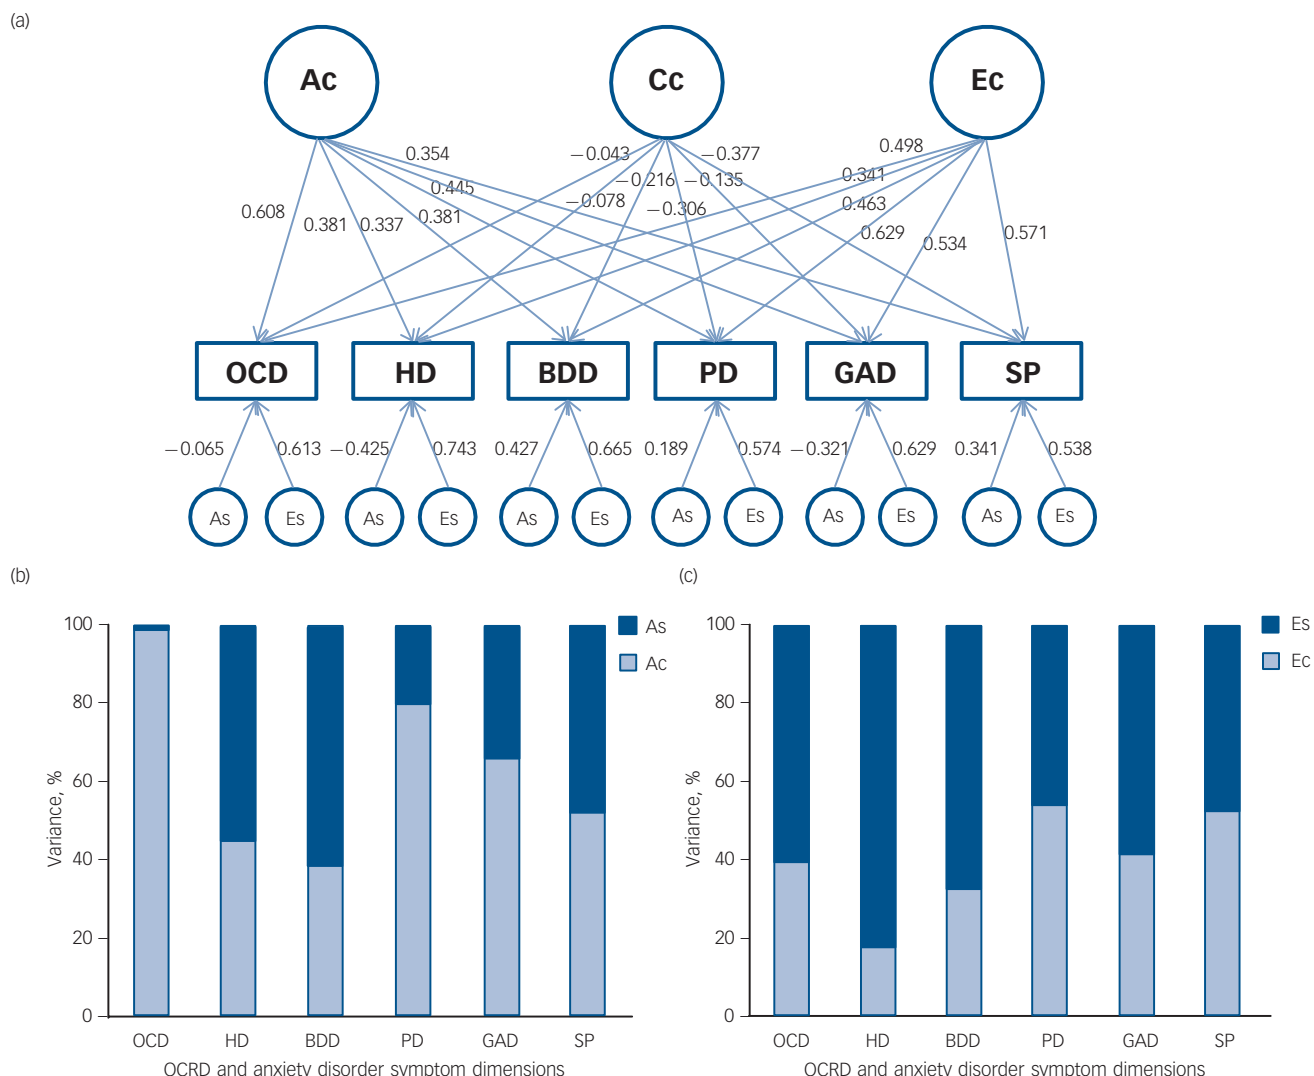 (a)
Ac Cc Ec
0.354 −0.043 −0.377 0.498
0.445 −0.216 −0.135 0.341
0.608 0.381 0.337 0.381 −0.078 −0.306 0.463
0.629 0.534 0.571
OCD HD BDD PD GAD SP
−0.065 0.613 −0.425 0.743 0.427 0.665 0.189 0.574 −0.321 0.629 0.341 0.538
As Es As Es As Es As Es As Es As Es
(b)
100
80
60
40
20
0
Variance, %
As
Ac
OCD HD BDD PD GAD SP
OCRD and anxiety disorder symptom dimensions
(c)
100
80
60
40
20
0
Variance, %
Es
Ec
OCD HD BDD PD GAD SP
OCRD and anxiety disorder symptom dimensions